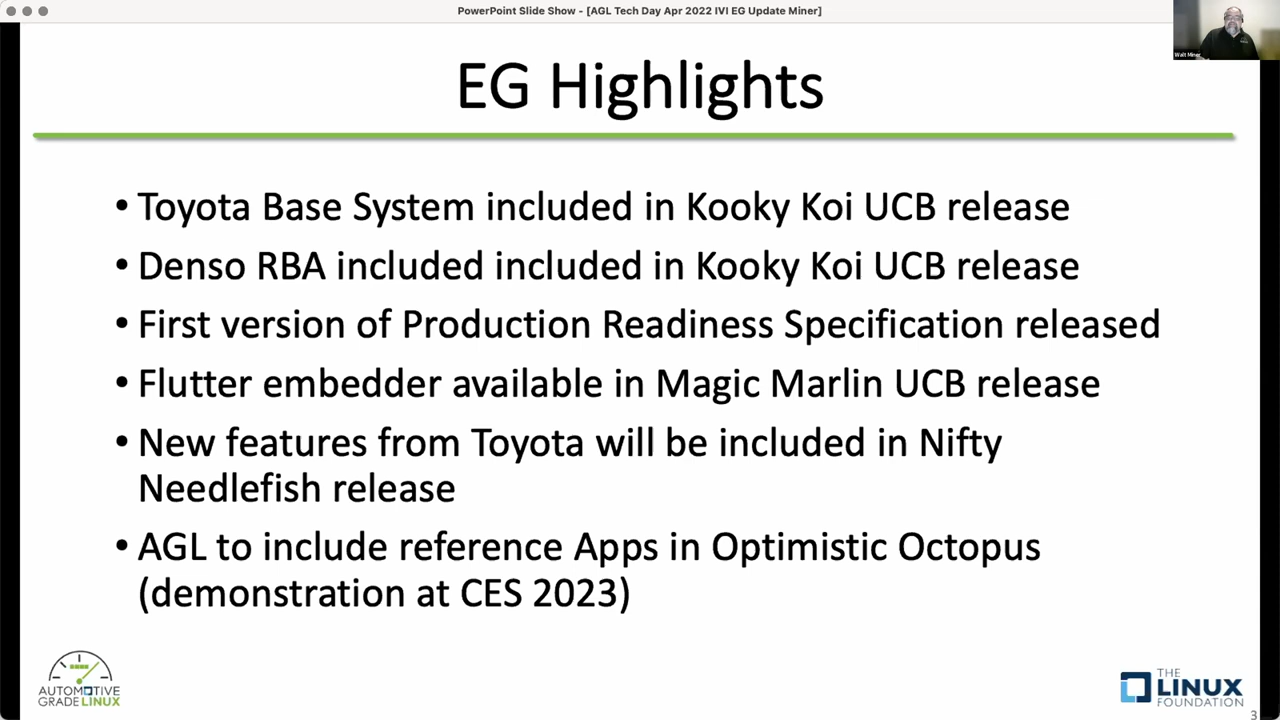 PowerPoint Slide Show - [AGL Tech Day Apr 2022 IVI EG Update Miner]
Walt Miner
EG Highlights
• Toyota Base System included in Kooky Koi UCB release
• Denso RBA included included in Kooky Koi UCB release
• First version of Production Readiness Specification released
• Flutter embedder available in Magic Marlin UCB release
• New features from Toyota will be included in Nifty
Needlefish release
• AGL to include reference Apps in Optimistic Octopus
(demonstration at CES 2023)
AUTOMOTIVE
GRADE LINUX
THE
LINUX
FOUNDATION
3